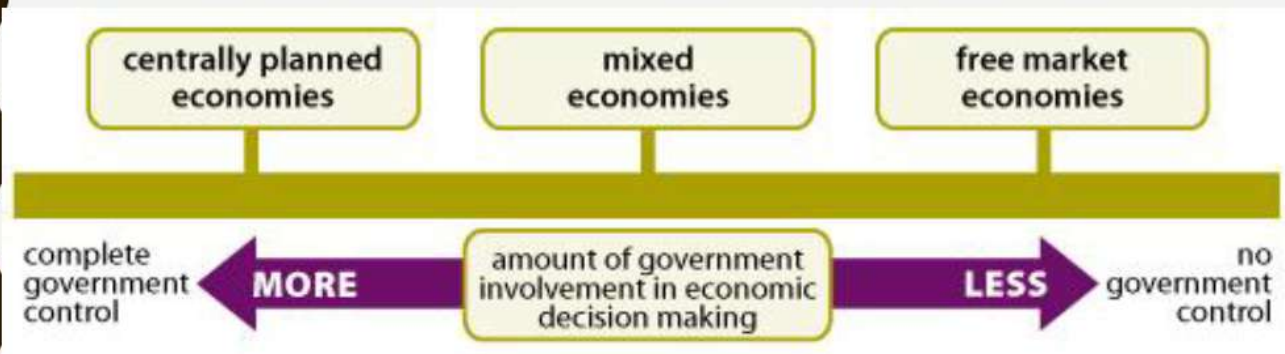 centrally planned
economies
mixed
economies
free market
economies
complete
government
control
MORE
amount of government
involvement in economic
decision making
LESS
no
government
control